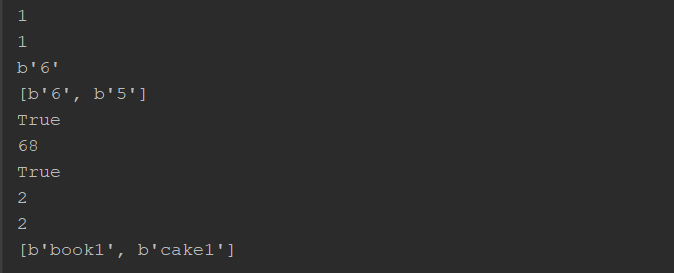 1
1
b'6'
[b'6', b'5']
True
68
True
2
2
[b'book1', b'cake1']